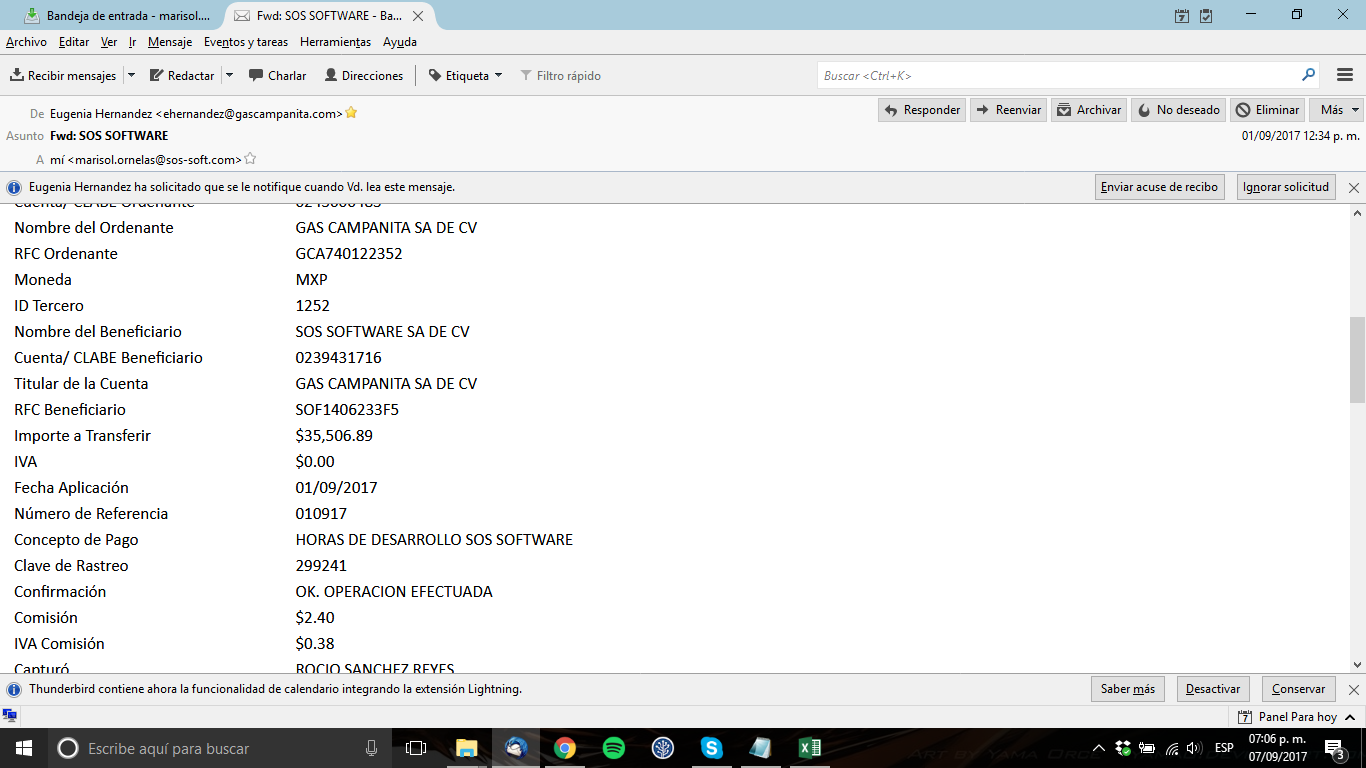 Bandeja de entrada - marisol....
Fwd: SOS SOFTWARE - Ba...
Archivo Editar Ver Ir Mensaje Eventos y tareas Herramientas Ayuda
Recibir mensajes Redactar Charlar Direcciones Etiqueta Filtro rápido Buscar <Ctrl+K>
De Eugenia Hernandez <ehernandez@gascampanita.com> Responder Reenviar Archivar No deseado Eliminar Más
Asunto Fwd: SOS SOFTWARE 01/09/2017 12:34 p. m.
A mí <marisol.ornelas@sos-soft.com>
Eugenia Hernandez ha solicitado que se le notifique cuando Vd. lea este mensaje. Enviar acuse de recibo Ignorar solicitud
Cuenta/ CLABE Ordenante
Nombre del Ordenante GAS CAMPANITA SA DE CV
RFC Ordenante GCA740122352
Moneda MXP
ID Tercero 1252
Nombre del Beneficiario SOS SOFTWARE SA DE CV
Cuenta/ CLABE Beneficiario 0239431716
Titular de la Cuenta GAS CAMPANITA SA DE CV
RFC Beneficiario SOF1406233F5
Importe a Transferir $35,506.89
IVA $0.00
Fecha Aplicación 01/09/2017
Número de Referencia 010917
Concepto de Pago HORAS DE DESARROLLO SOS SOFTWARE
Clave de Rastreo 299241
Confirmación OK. OPERACION EFECTUADA
Comisión $2.40
IVA Comisión $0.38
Capturó ROCIO SANCHEZ REYES
Thunderbird contiene ahora la funcionalidad de calendario integrando la extensión Lightning. Saber más Desactivar Conservar
7 Panel Para hoy
Escribe aquí para buscar
ESP
07:06 p. m.
07/09/2017
3